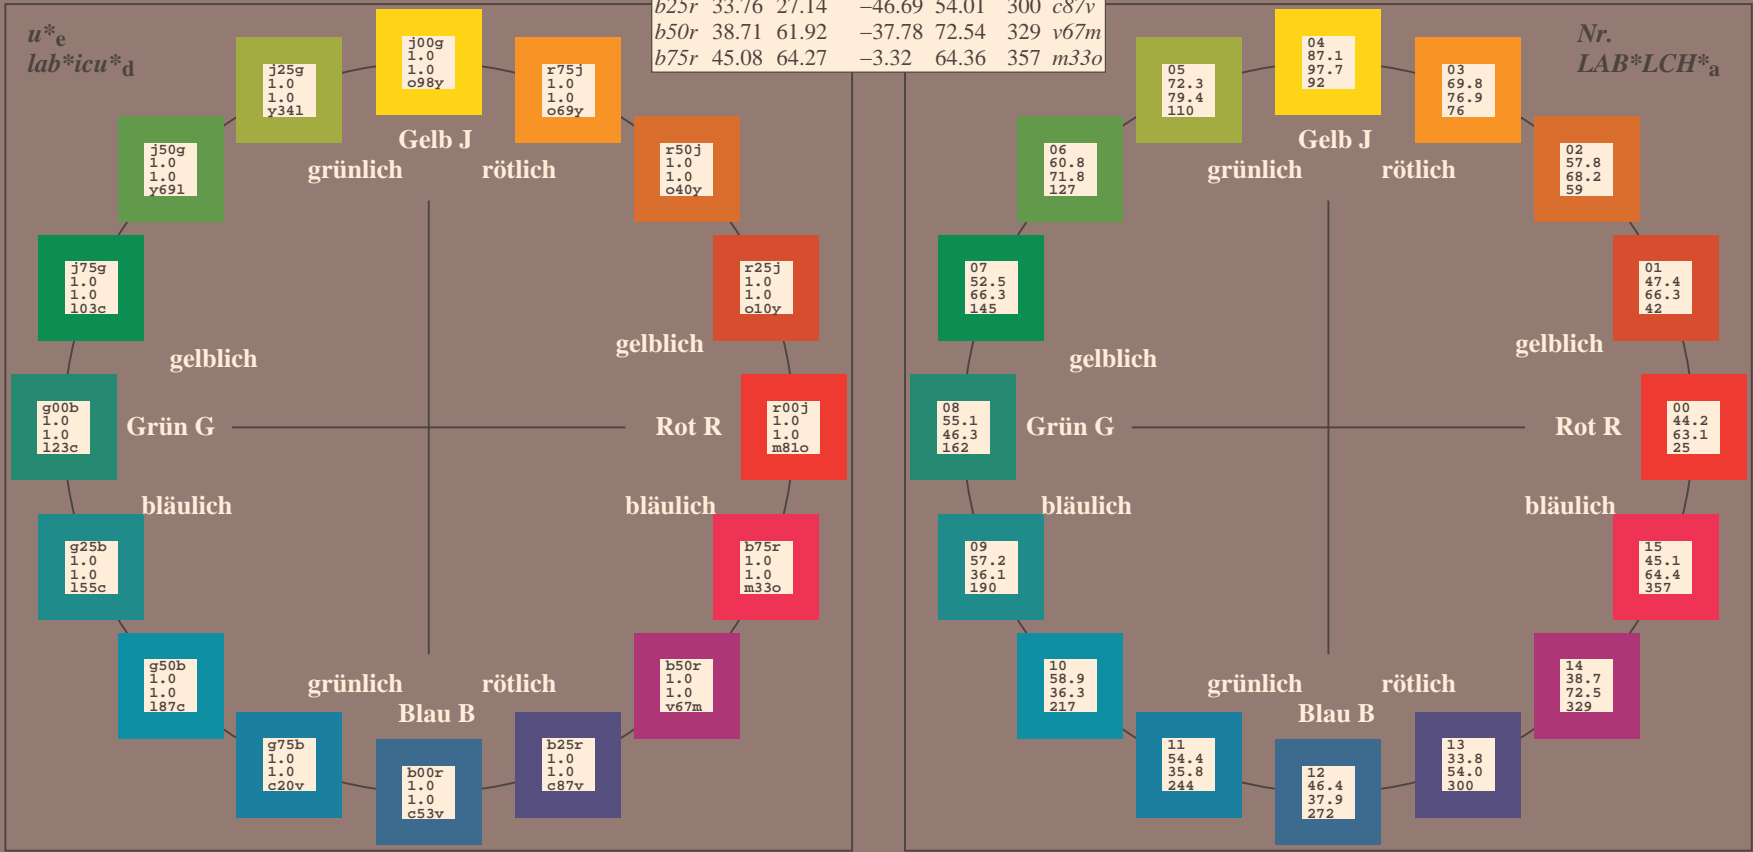 b25r 33.76 27.14 −46.69 54.01 300 c87v
b50r 38.71 61.92 −37.78 72.54 329 v67m
b75r 45.08 64.27 −3.32 64.36 357 m33o
u*e
lab*icu*d
j00g
1.0
1.0
o98y
r75j
1.0
1.0
o69y
r50j
1.0
1.0
o40y
r25j
1.0
1.0
o10y
r00j
1.0
1.0
m81o
b75r
1.0
1.0
m33o
b50r
1.0
1.0
v67m
b25r
1.0
1.0
c87v
b00r
1.0
1.0
c53v
g75b
1.0
1.0
c20v
g50b
1.0
1.0
l87c
g25b
1.0
1.0
l55c
g00b
1.0
1.0
l23c
j75g
1.0
1.0
l03c
j50g
1.0
1.0
y69l
j25g
1.0
1.0
y34l
Gelb J
grünlich rötlich
gelblich
gelblich
Grün G
Rot R
bläulich
bläulich
grünlich rötlich
Blau B
Nr.
LAB*LCH*a
04
87.1
97.7
92
03
69.8
76.9
76
02
57.8
68.2
59
01
47.4
66.3
42
00
44.2
63.1
25
15
45.1
64.4
357
14
38.7
72.5
329
13
33.8
54.0
300
12
46.4
37.9
272
11
54.4
35.8
244
10
58.9
36.3
217
09
57.2
36.1
190
08
55.1
46.3
162
07
52.5
66.3
145
06
60.8
71.8
127
05
72.3
79.4
110
Gelb J
grünlich rötlich
gelblich
gelblich
Grün G
Rot R
bläulich
bläulich
grünlich rötlich
Blau B